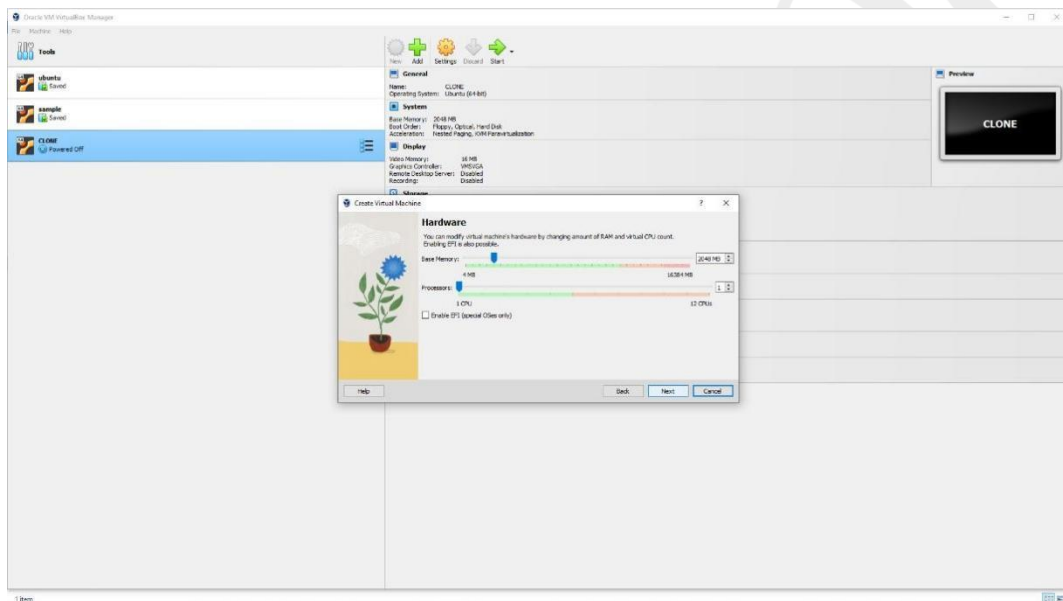 Oracle VM VirtualBox Manager
File Machine Help
Tools
New Add Settings Discard Start
ubuntu
Saved
sample
Saved
CLONE
Powered Off
General
Name: CLONE
Operating System: Ubuntu (64-bit)
System
Base Memory: 2048 MB
Boot Order: Floppy, Optical, Hard Disk
Acceleration: Nested Paging, KVM Paravirtualization
Display
Video Memory: 16 MB
Graphics Controller: VMSVGA
Remote Desktop Server: Disabled
Recording: Disabled
Storage
Preview
CLONE
Create Virtual Machine ? X
Hardware
You can modify virtual machine's hardware by changing amount of RAM and virtual CPU count.
Enabling EFI is also possible.
Base Memory: 2048 MB
4 MB 16384 MB
Processors: 1
1 CPU 12 CPUs
Enable EFI (special OSes only)
Help Back Next Cancel
1 item